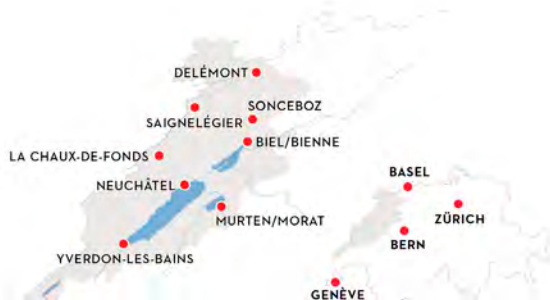 DELÉMONT
SONCEBOZ
SAIGNELÉGIER
BIEL/BIENNE
LA CHAUX-DE-FONDS
NEUCHÂTEL
MURTEN/MORAT
YVERDON-LES-BAINS
BASEL
ZÜRICH
BERN
GENÈVE